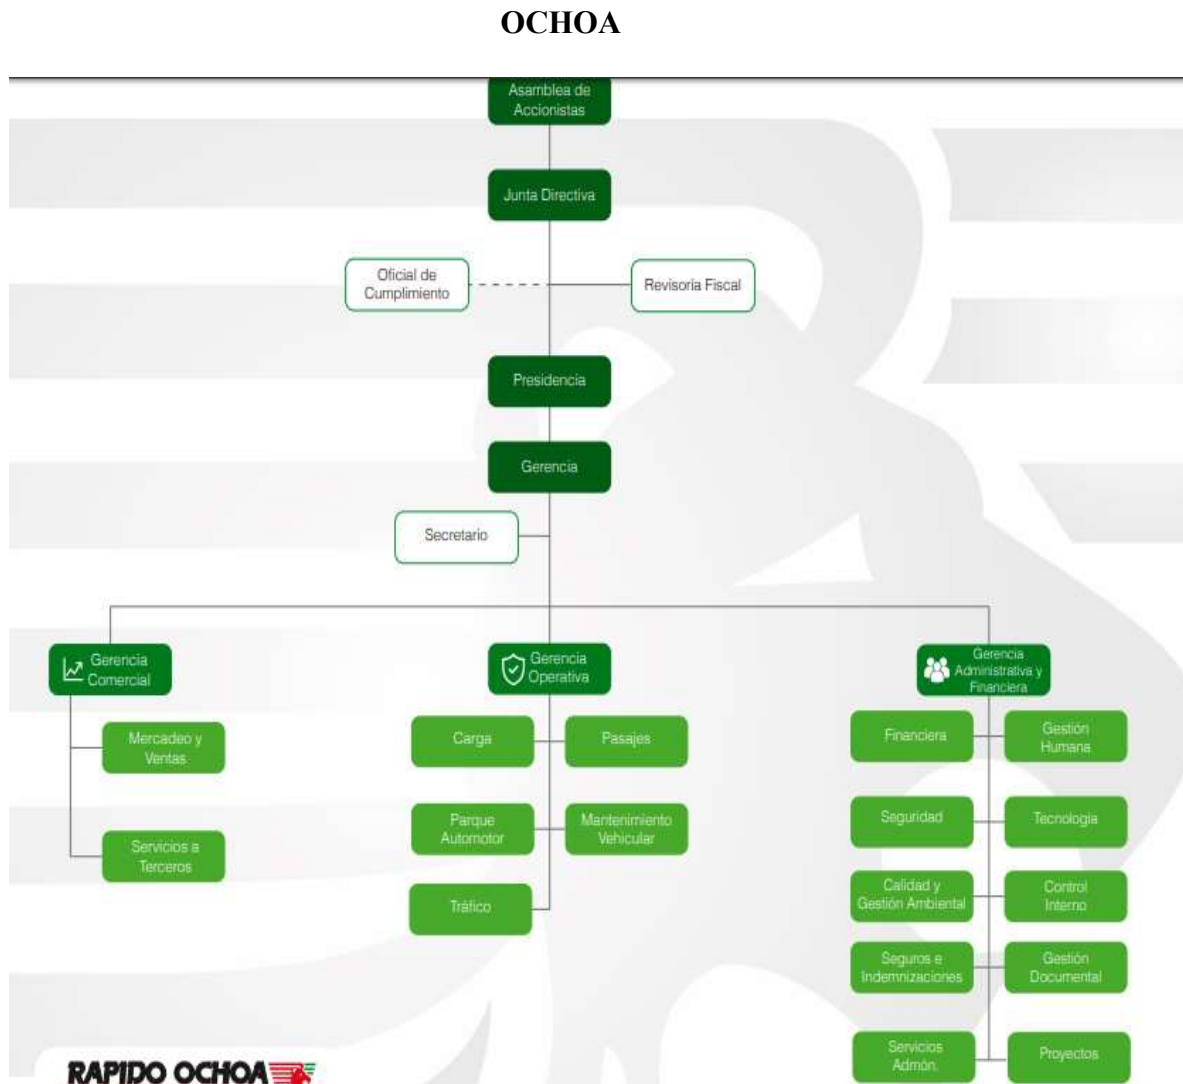 OCHOA
Asamblea de
Accionistas
Junta Directiva
Oficial de
Cumplimiento
Revisoría Fiscal
Presidencia
Gerencia
Secretario
Gerencia
Comercial
Mercadeo y
Ventas
Servicios a
Terceros
Gerencia
Operativa
Carga
Pasajes
Parque
Automotor
Mantenimiento
Vehicular
Tráfico
Gerencia
Administrativa y
Financiera
Financiera
Gestión
Humana
Seguridad
Tecnología
Calidad y
Gestión Ambiental
Control
Interno
Seguros e
Indemnizaciones
Gestión
Documental
Servicios
Admón.
Proyectos
RAPIDO OCHOA